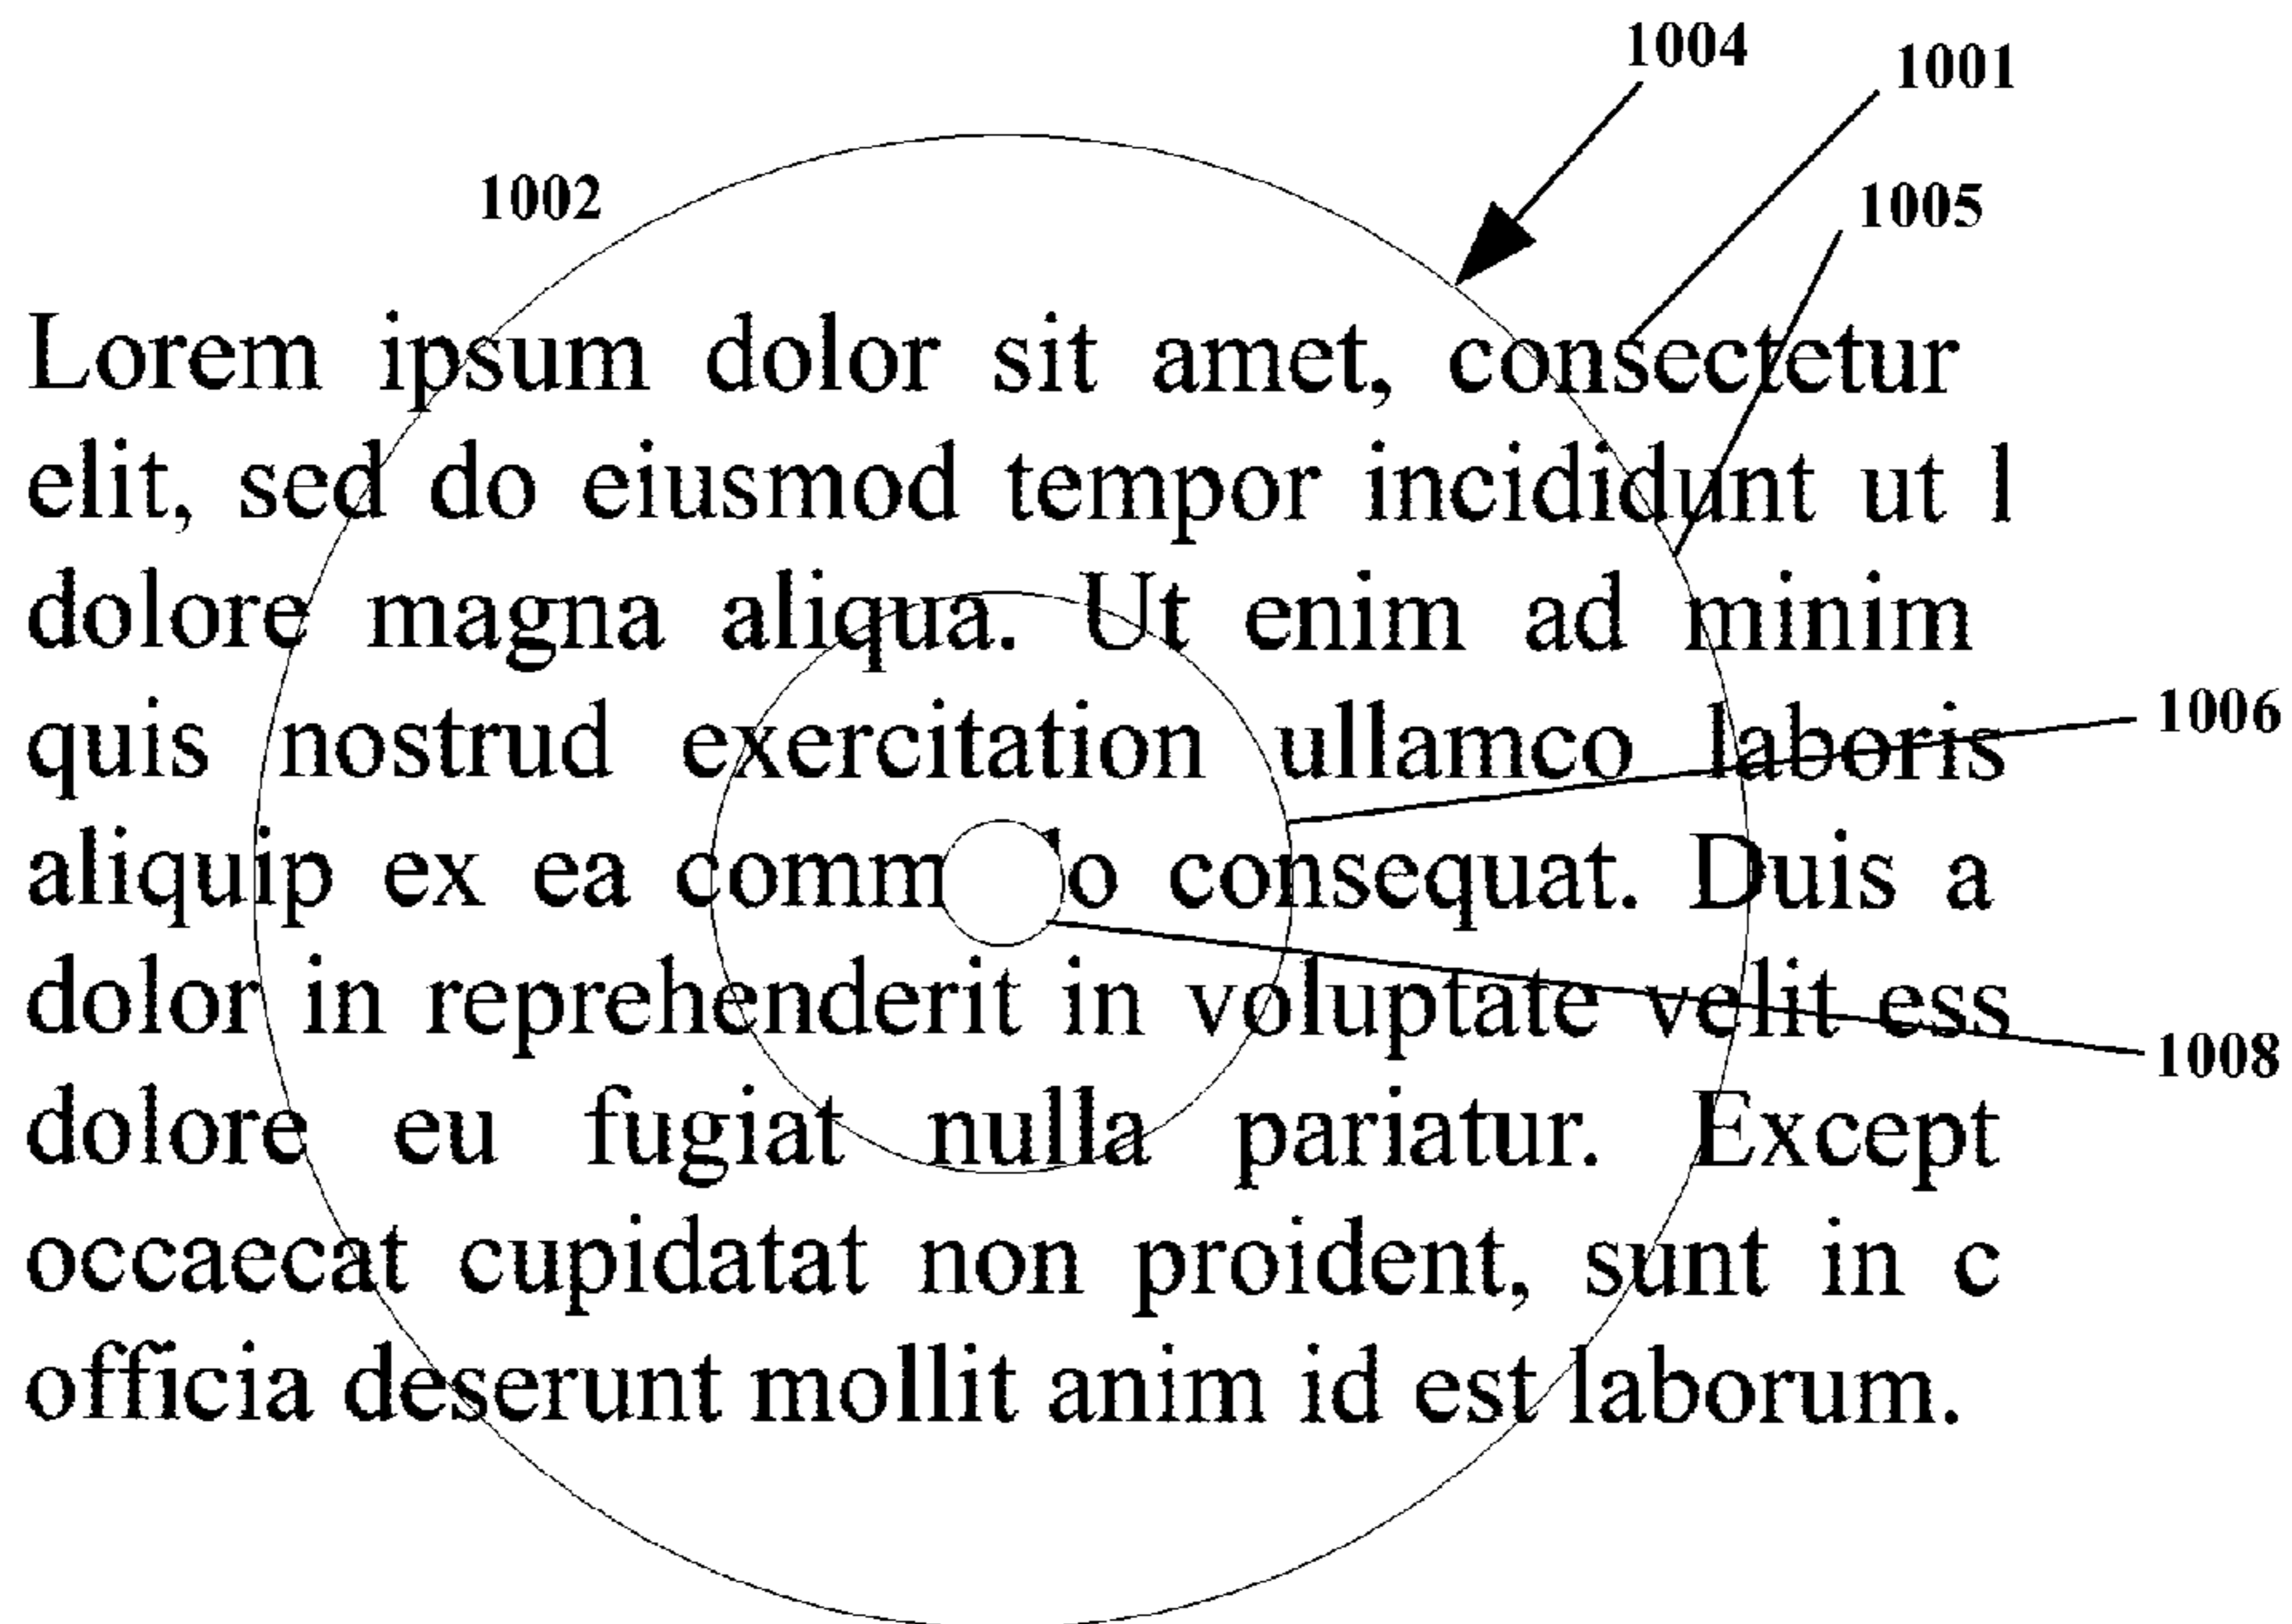 1004
1001
1002
1005
Lorem ipsum dolor sit amet, consectetur
elit, sed do eiusmod tempor incididunt ut l
dolore magna aliqua. Ut enim ad minim
quis nostrud exercitation ullamco laboris
1006
aliquip ex ea comm do consequat. Duis a
dolor in reprehenderit in voluptate velit ess
1008
dolore eu fugiat nulla pariatur. Except
occaecat cupidatat non proident, sunt in c
officia deserunt mollit anim id est laborum.